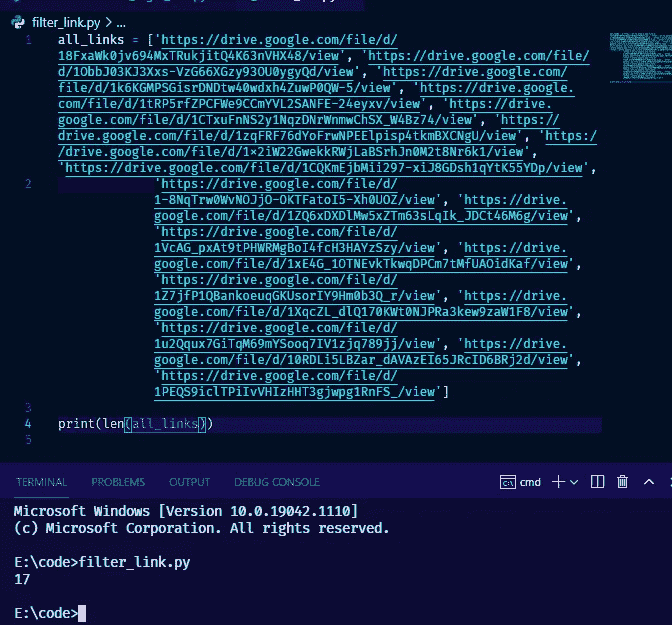 filter_link.py > ...
1 all_links = ['https://drive.google.com/file/d/
18FxaWk0jv694MxTRukjitQ4K63nVHX48/view', 'https://drive.google.com/file/
d/1ObbJ03KJ3Xxs-VzG66XGzy93OU0ygyQd/view', 'https://drive.google.com/
file/d/1k6KGMPSGisrDNDtw40wdxh4ZuwP0QW-5/view', 'https://drive.google.
com/file/d/1tRP5rfZPCFWe9CCmYVL2SANFE-24eyxv/view', 'https://drive.
google.com/file/d/1CTxuFnNS2y1NqzDNrWnmwChSX_W4Bz74/view', 'https://
drive.google.com/file/d/1zqFRF76dYoFrwNPEElpisp4tkmBXCNgU/view', 'https:/
/drive.google.com/file/d/1x2iW22GwekkRWjLaBSrhJn0M2t8Nr6k1/view',
'https://drive.google.com/file/d/1CQKmEjbMii297-xiJ8GDsh1qYtK55YDp/view',
2 'https://drive.google.com/file/d/
1-8NqTrw0WvNOJjO-OKTFatoI5-Xh0UOZ/view', 'https://drive.
google.com/file/d/1ZQ6xDXDlMw5xZTm63sLqIk_JDCt46M6g/view',
'https://drive.google.com/file/d/
1VcAG_pxAt9tPHWRMgBoI4fcH3HAYzSzy/view', 'https://drive.
google.com/file/d/1xE4G_1OTNEvkTkwqDPCm7tMfUAOidKaf/view',
'https://drive.google.com/file/d/
1Z7jfP1QBankoeuqGKUsorIY9Hm0b3Q_r/view', 'https://drive.
google.com/file/d/1XqcZL_dlQ170KWt0NJPRa3kew9zaW1F8/view',
'https://drive.google.com/file/d/
1u2Qqux7GiTqM69mYSooq7IV1zjq789jj/view', 'https://drive.
google.com/file/d/10RDLi5LBZar_dAVAzEI65JRcID6BRj2d/view',
'https://drive.google.com/file/d/
1PEQS9iclTPiIvVHIzHHT3gjwpg1RnFS_/view']
3
4 print(len(all_links))
5
TERMINAL PROBLEMS OUTPUT DEBUG CONSOLE cmd
Microsoft Windows [Version 10.0.19042.1110]
(c) Microsoft Corporation. All rights reserved.
E:\code>filter_link.py
17
E:\code>